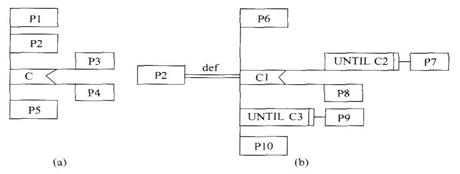 P1
P2
C
P3
P4
P5
(a)
P2
def
P6
C1
UNTIL C2
P7
P8
UNTIL C3
P9
P10
(b)